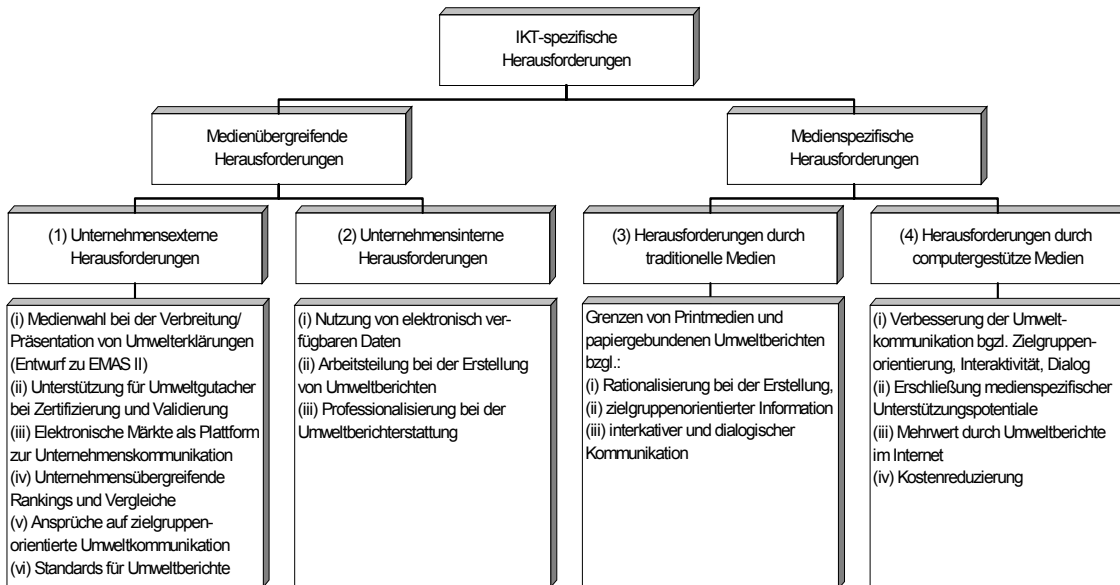 IKT-spezifische
Herausforderungen
Medienübergreifende
Herausforderungen
Medienspezifische
Herausforderungen
(1) Unternehmensexterne
Herausforderungen
(2) Unternehmensinterne
Herausforderungen
(3) Herausforderungen durch
traditionelle Medien
(4) Herausforderungen durch
computergestütze Medien
(i) Medienwahl bei der Verbreitung/
Präsentation von Umwelterklärungen
(Entwurf zu EMAS II)
(ii) Unterstützung für Umweltgutacher
bei Zertifizierung und Validierung
(iii) Elektronische Märkte als Plattform
zur Unternehmenskommunikation
(iv) Unternehmensübergreifende
Rankings und Vergleiche
(v) Ansprüche auf zielgruppen-
orientierte Umweltkommunikation
(vi) Standards für Umweltberichte
(i) Nutzung von elektronisch ver-
fügbaren Daten
(ii) Arbeitsteilung bei der Erstellung
von Umweltberichten
(iii) Professionalisierung bei der
Umweltberichterstattung
Grenzen von Printmedien und
papiergebundenen Umweltberichten
bzgl.:
(i) Rationalisierung bei der Erstellung,
(ii) zielgruppenorientierter Information
(iii) interkativer und dialogischer
Kommunikation
(i) Verbesserung der Umwelt-
kommunikation bgzl. Zielgruppen-
orientierung, Interaktivität, Dialog
(ii) Erschließung medienspezifischer
Unterstützungspotentiale
(iii) Mehrwert durch Umweltberichte
im Internet
(iv) Kostenreduzierung